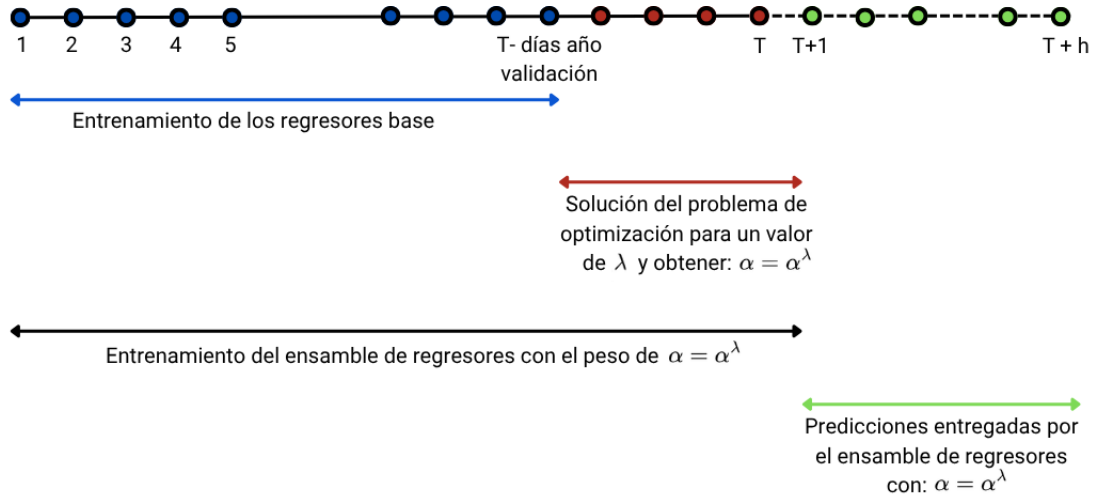 1 2 3 4 5 T- días año T T+1 T + h
validación
Entrenamiento de los regresores base
Solución del problema de
optimización para un valor
de λ y obtener: α = α^λ
Entrenamiento del ensamble de regresores con el peso de α = α^λ
Predicciones entregadas por
el ensamble de regresores
con: α = α^λ